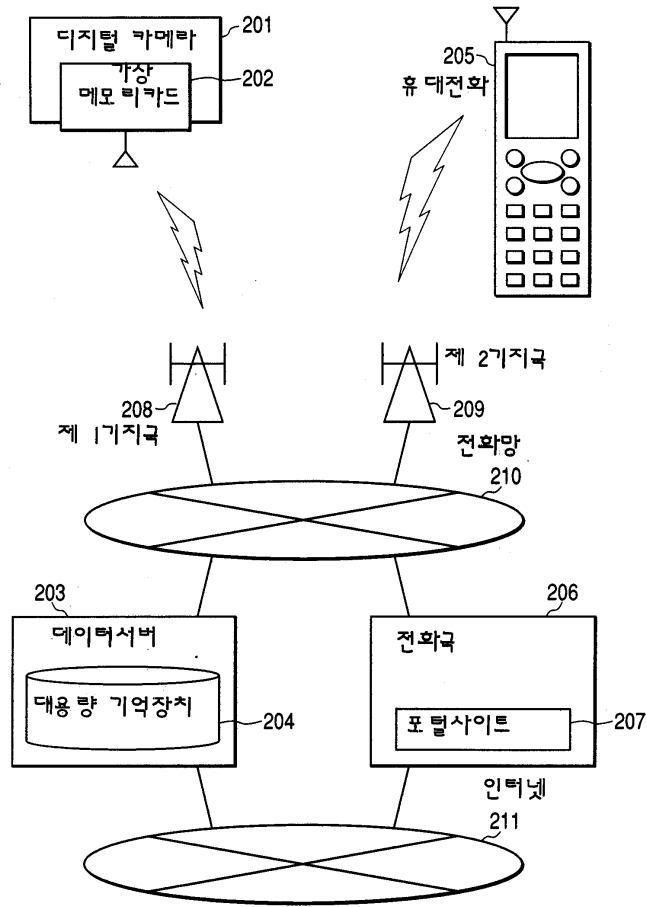 디지털 카메라
201
가상
메모리카드
202
205
휴대전화
제 2기지국
208
209
제 1기지국
전화망
210
203
데이터서버
대용량 기억장치
204
206
전화국
포털사이트
207
인터넷
211